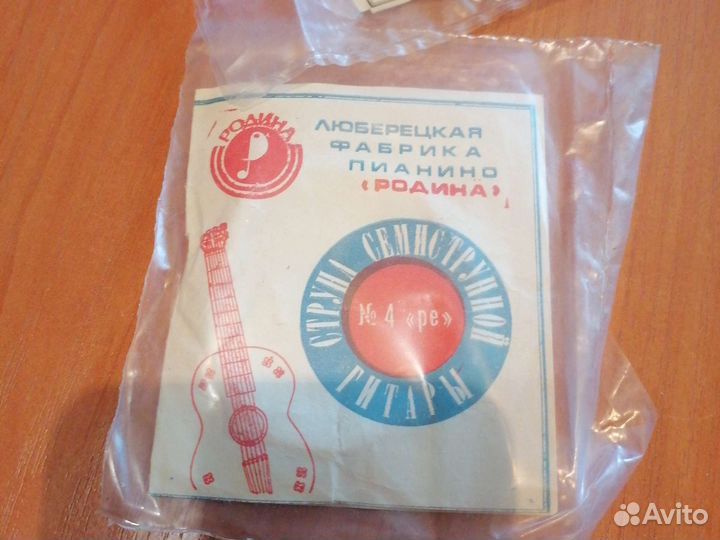 РОДИНА
ЛЮБЕРЕЦКАЯ
ФАБРИКА
ПИАНИНО
«РОДИНА»
СТРУНА СЕМИСТРУННОЙ
ГИТАРЫ
№ 4 «ре»
Avito